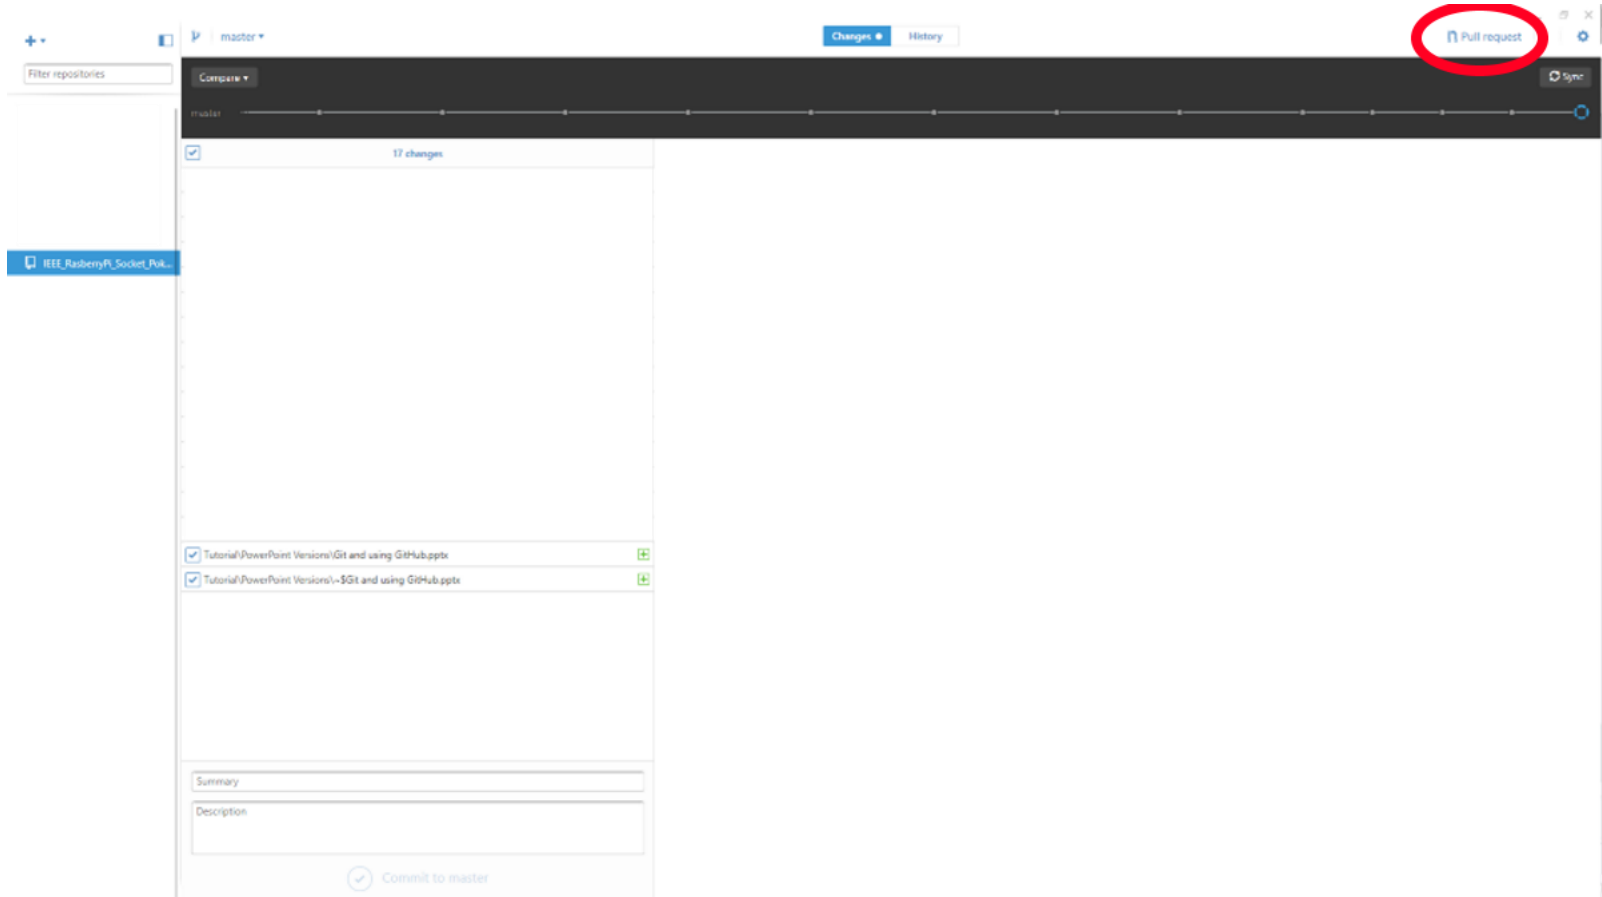 master
Changes
History
Pull request
Filter repositories
Compare
Sync
master
17 changes
IEEE_RasberryPi_Socket_Pok...
Tutorial\PowerPoint Versions\Git and using GitHub.pptx
Tutorial\PowerPoint Versions\~$Git and using GitHub.pptx
Summary
Description
Commit to master